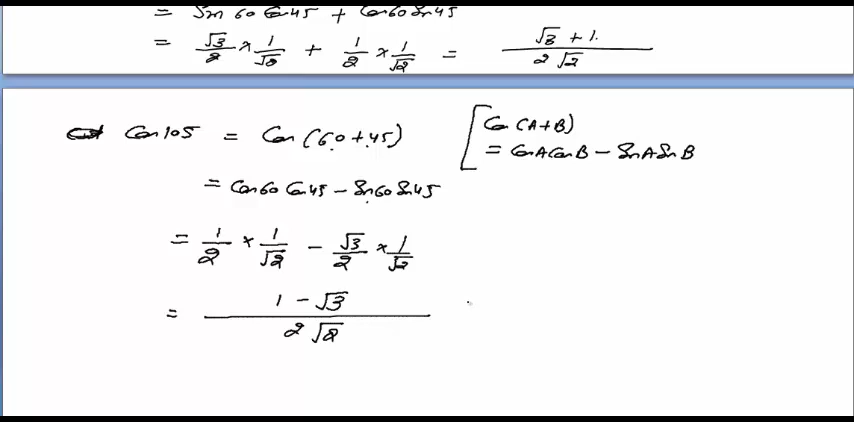 = Sin 60 Cos 45 + Cos 60 Sin 45
= √3/2 × 1/√2 + 1/2 × 1/√2 = √3 + 1 / 2√2
Cos 105 = Cos (60 + 45) [Cos (A+B)
= CosA CosB − SinA SinB
= Cos 60 Cos 45 − Sin 60 Sin 45
= 1/2 × 1/√2 − √3/2 × 1/√2
= 1 − √3 / 2√2